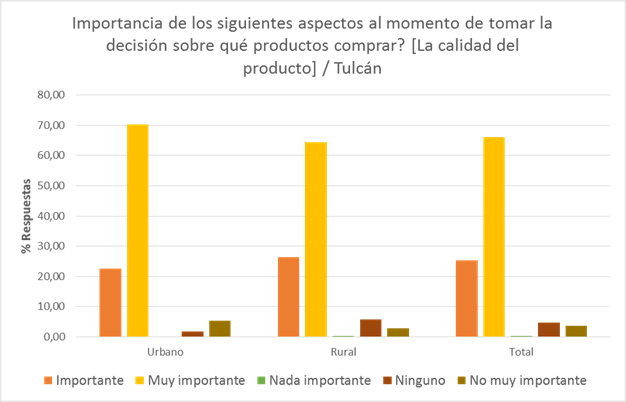 Importancia de los siguientes aspectos al momento de tomar la
decisión sobre qué productos comprar? [La calidad del
producto] / Tulcán
80,00
70,00
60,00
50,00
40,00
30,00
20,00
10,00
0,00
% Respuestas
Urbano Rural Total
Importante Muy importante Nada importante Ninguno No muy importante